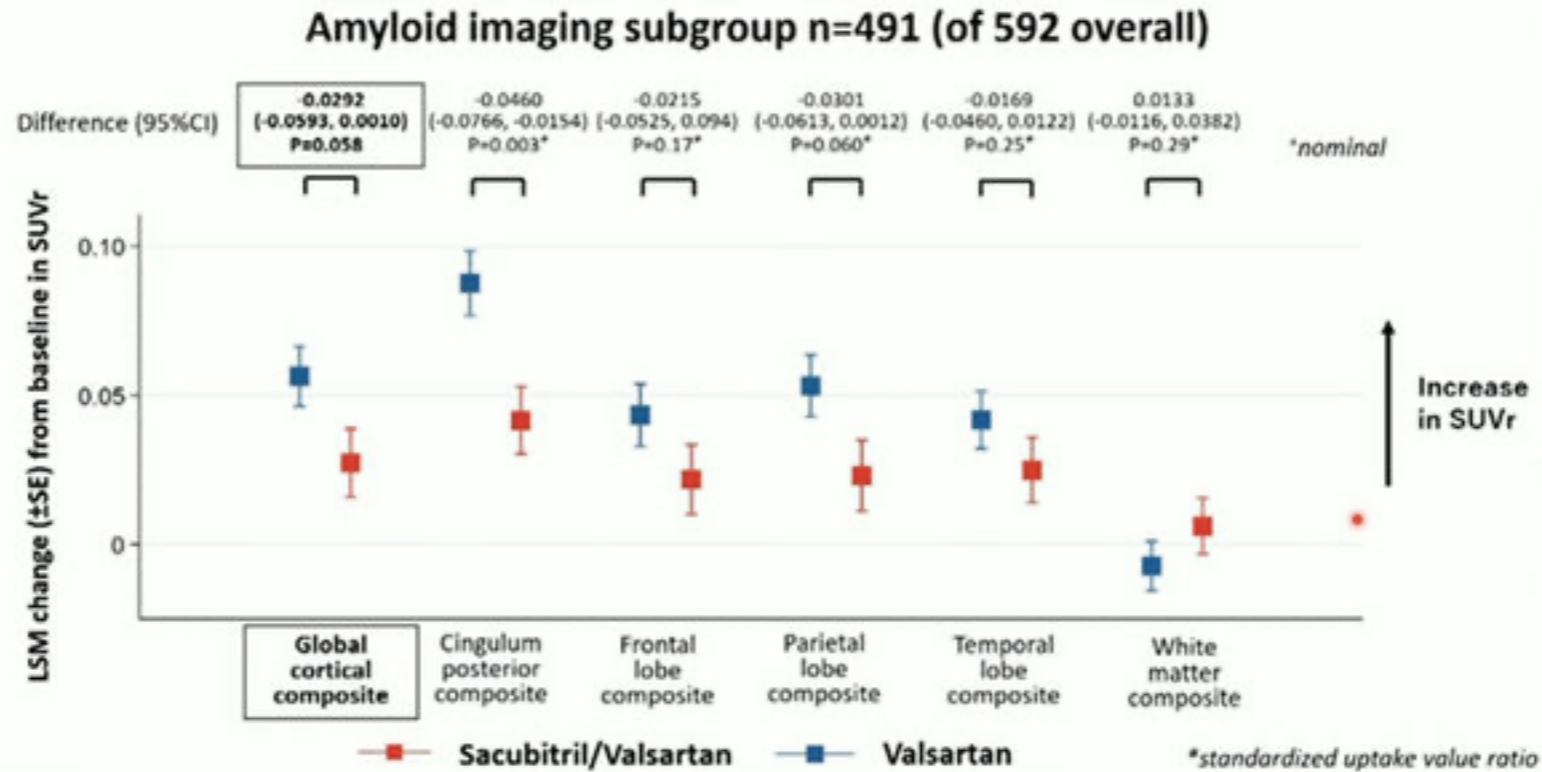 Amyloid imaging subgroup n=491 (of 592 overall)
Difference (95%CI)
-0.0292
(-0.0593, 0.0010)
P=0.058
-0.0460
(-0.0766, -0.0154)
P=0.003*
-0.0215
(-0.0525, 0.094)
P=0.17*
-0.0301
(-0.0613, 0.0012)
P=0.060*
-0.0169
(-0.0460, 0.0122)
P=0.25*
0.0133
(-0.0116, 0.0382)
P=0.29*
*nominal
LSM change (±SE) from baseline in SUVr
0.10
0.05
0
Increase
in SUVr
Global
cortical
composite
Cingulum
posterior
composite
Frontal
lobe
composite
Parietal
lobe
composite
Temporal
lobe
composite
White
matter
composite
Sacubitril/Valsartan
Valsartan
*standardized uptake value ratio